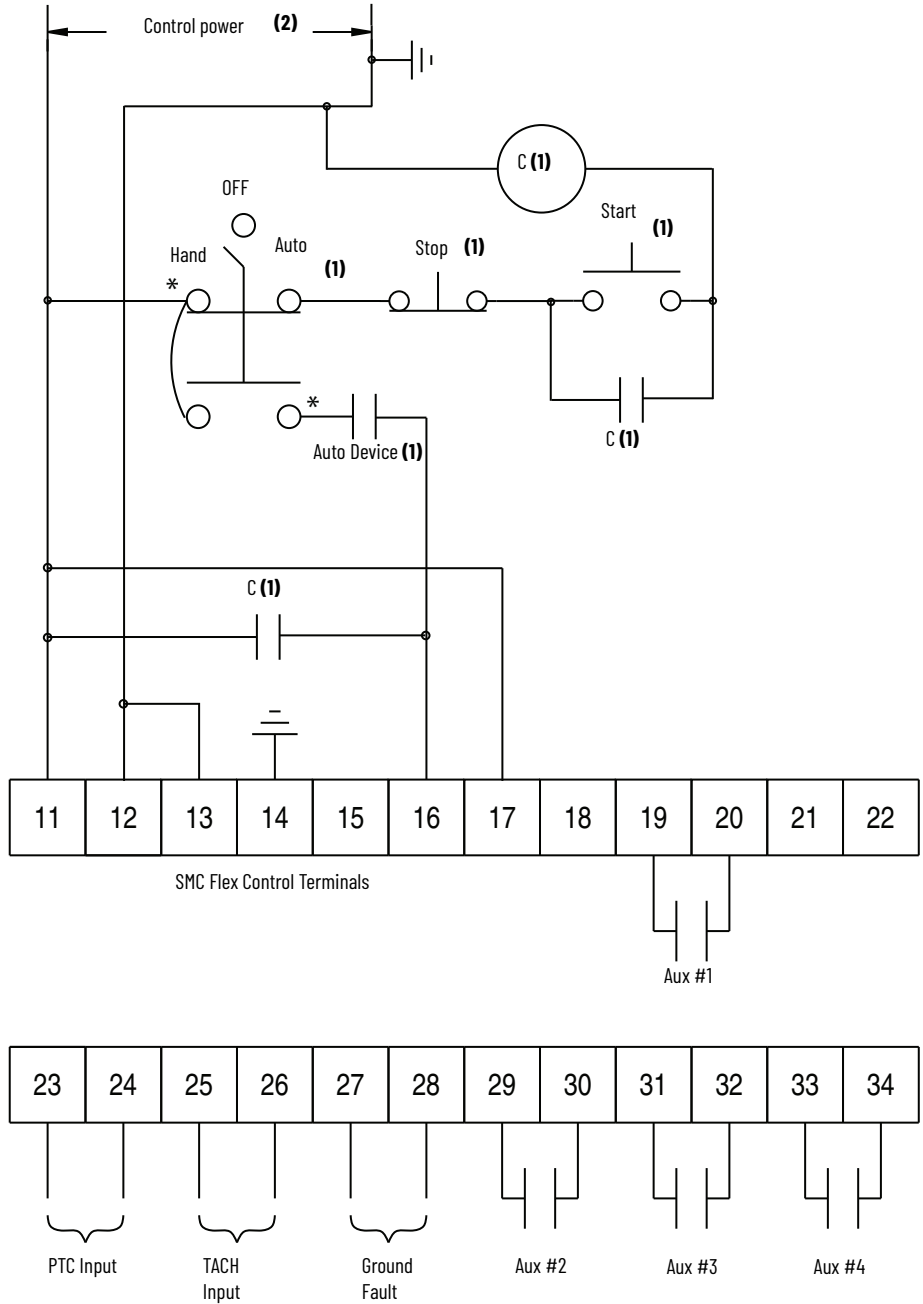 Control power (2)
C (1)
OFF
Start
(1)
Hand
Auto
(1)
Stop (1)
*
*
Auto Device (1)
C (1)
C (1)
11 12 13 14 15 16 17 18 19 20 21 22
SMC Flex Control Terminals
Aux #1
23 24 25 26 27 28 29 30 31 32 33 34
PTC Input
TACH
Input
Ground
Fault
Aux #2
Aux #3
Aux #4